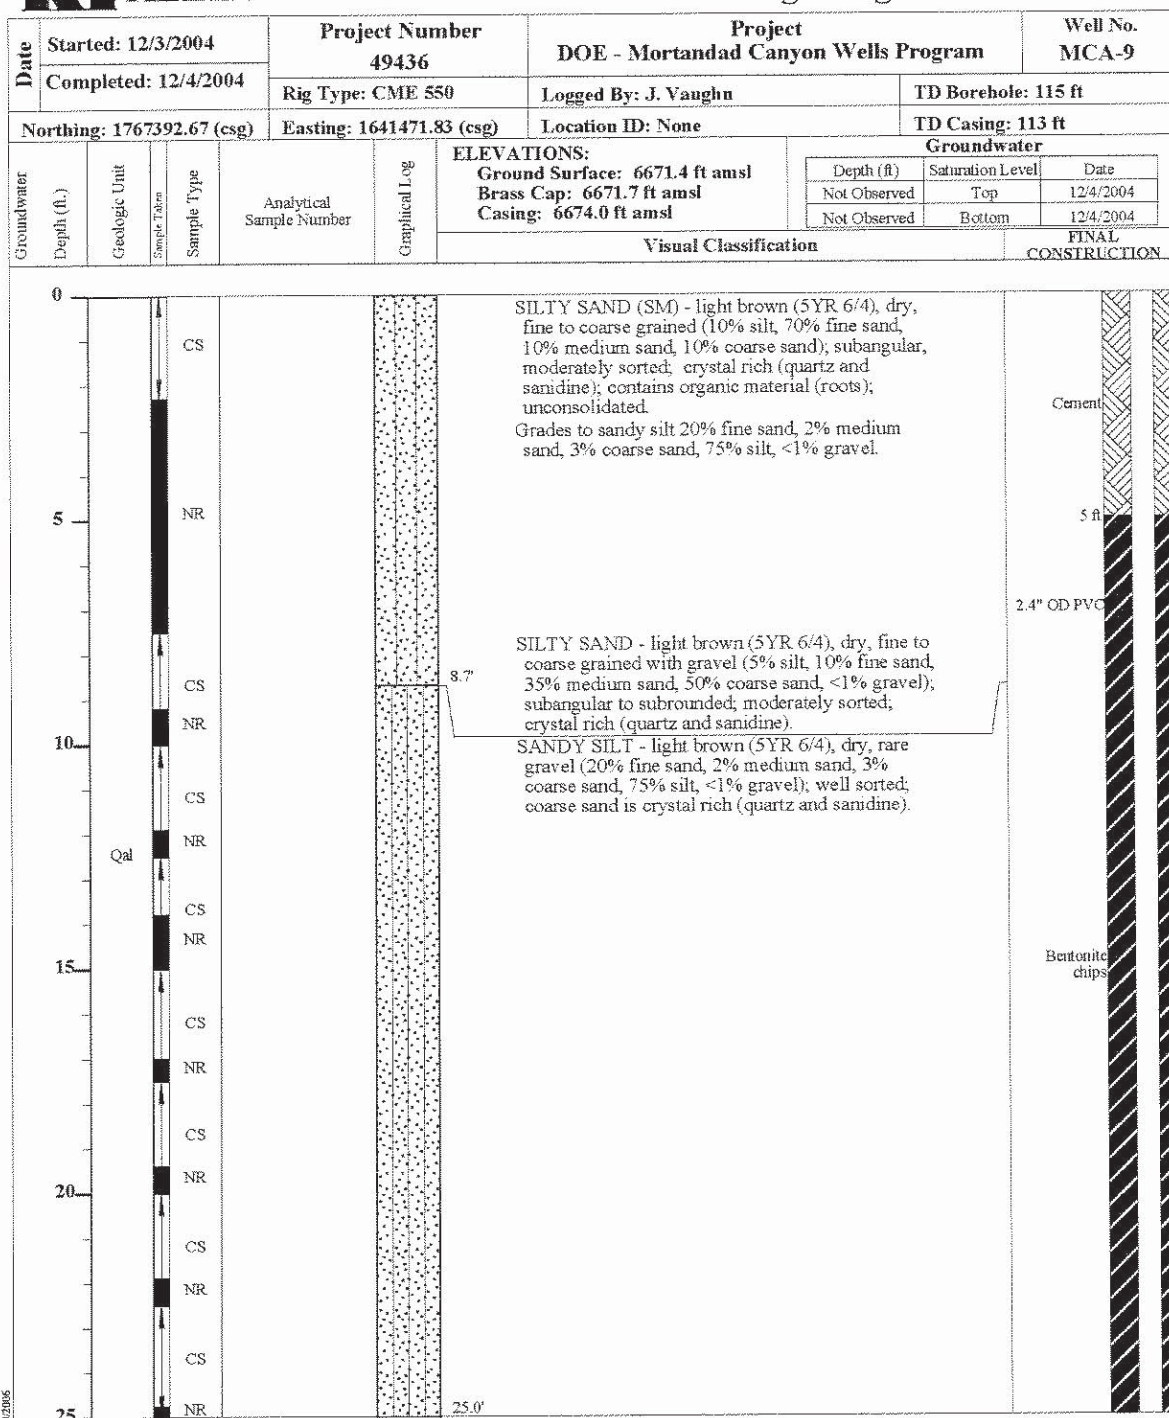 Date
Started: 12/3/2004
Completed: 12/4/2004
Project Number
49436
Project
DOE - Mortandad Canyon Wells Program
Well No.
MCA-9
Rig Type: CME 550
Logged By: J. Vaughn
TD Borehole: 115 ft
Northing: 1767392.67 (csg)
Easting: 1641471.83 (csg)
Location ID: None
TD Casing: 113 ft
Groundwater
Depth (ft.)
Geologic Unit
Sample Taken
Sample Type
Analytical
Sample Number
Graphical Log
ELEVATIONS:
Ground Surface: 6671.4 ft amsl
Brass Cap: 6671.7 ft amsl
Casing: 6674.0 ft amsl
Groundwater
Depth (ft) Saturation Level Date
Not Observed Top 12/4/2004
Not Observed Bottom 12/4/2004
Visual Classification
FINAL
CONSTRUCTION
0
CS
SILTY SAND (SM) - light brown (5YR 6/4), dry,
fine to coarse grained (10% silt, 70% fine sand,
10% medium sand, 10% coarse sand); subangular,
moderately sorted; crystal rich (quartz and
sanidine); contains organic material (roots);
unconsolidated.
Grades to sandy silt 20% fine sand, 2% medium
sand, 3% coarse sand, 75% silt, <1% gravel.
Cement
5
NR
5 ft
2.4" OD PVC
SILTY SAND - light brown (5YR 6/4), dry, fine to
coarse grained with gravel (5% silt, 10% fine sand,
35% medium sand, 50% coarse sand, <1% gravel);
subangular to subrounded; moderately sorted;
crystal rich (quartz and sanidine).
8.7'
CS
NR
10
SANDY SILT - light brown (5YR 6/4), dry, rare
gravel (20% fine sand, 2% medium sand, 3%
coarse sand, 75% silt, <1% gravel); well sorted;
coarse sand is crystal rich (quartz and sanidine).
CS
NR
Qal
CS
NR
15
Bentonite
chips
CS
NR
CS
NR
20
CS
NR
CS
NR
25
25.0'